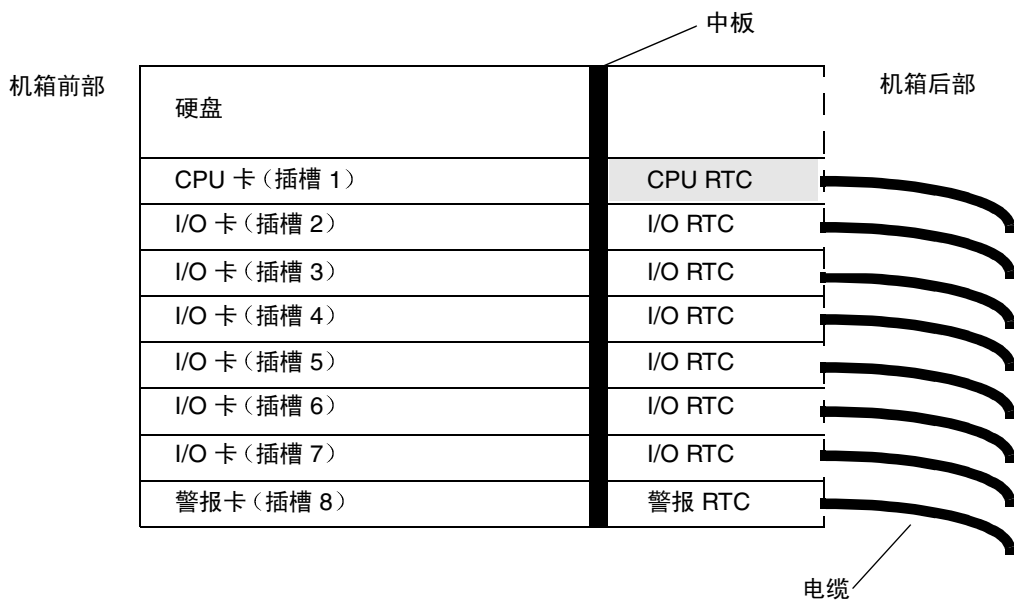 中板
机箱前部
机箱后部
硬盘
CPU 卡（插槽 1） CPU RTC
I/O 卡（插槽 2） I/O RTC
I/O 卡（插槽 3） I/O RTC
I/O 卡（插槽 4） I/O RTC
I/O 卡（插槽 5） I/O RTC
I/O 卡（插槽 6） I/O RTC
I/O 卡（插槽 7） I/O RTC
警报卡（插槽 8） 警报 RTC
电缆